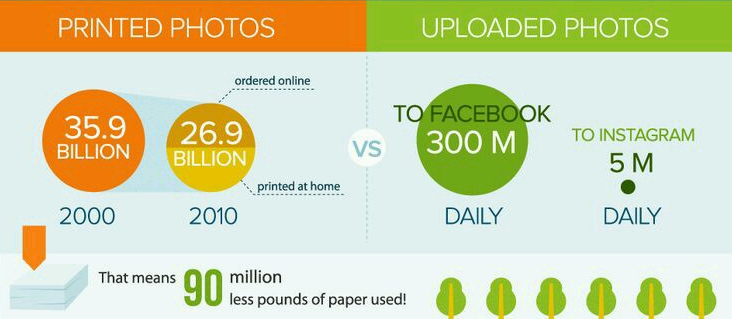 PRINTED PHOTOS
UPLOADED PHOTOS
ordered online
35.9
BILLION
26.9
BILLION
printed at home
2000
2010
VS
TO FACEBOOK
300 M
DAILY
TO INSTAGRAM
5 M
DAILY
That means 90 million
less pounds of paper used!